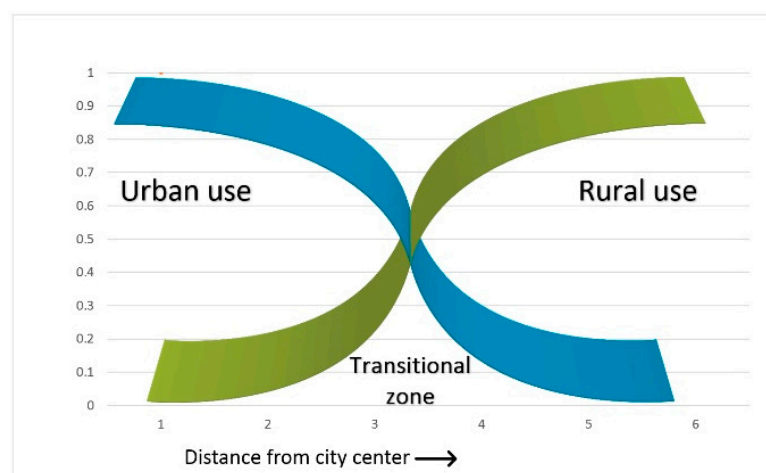 1
0.9
0.8
0.7
Urban use
Rural use
0.6
0.5
0.4
0.3
0.2
0.1
Transitional
zone
0
1 2 3 4 5 6
Distance from city center →